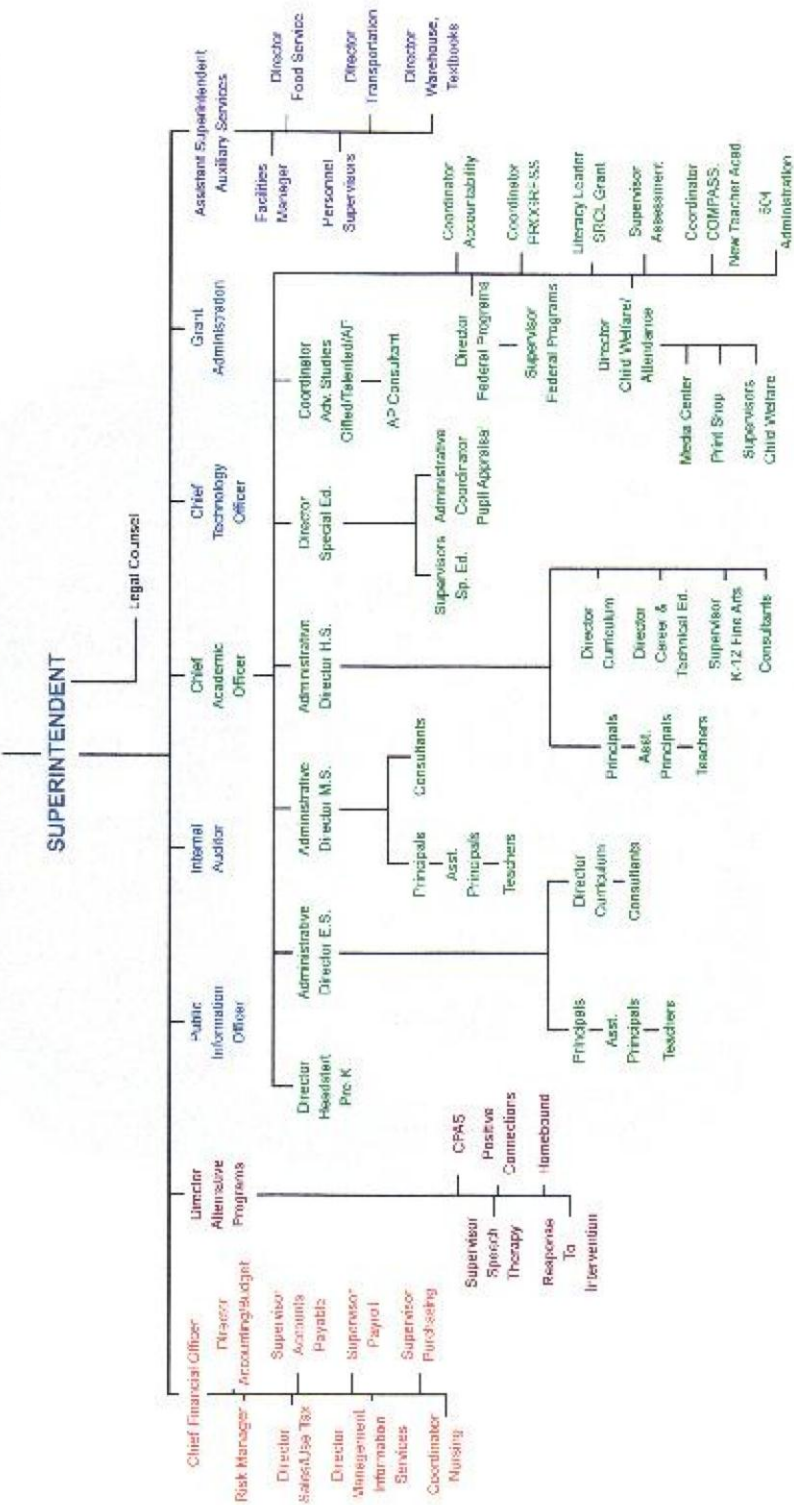 SUPERINTENDENT
Legal Counsel
Chief Financial Officer
Risk Manager
Director
Accounting/Budget
Director
Sales/Use Tax
Supervisor
Accounts
Payable
Director
Management
Information
Services
Supervisor
Payroll
Coordinator
Nursing
Supervisor
Purchasing
Director
Alternative
Programs
CPAS
Supervisor
Speech
Therapy
Positive
Connections
Homebound
Response
To
Intervention
Public
Information
Officer
Internal
Auditor
Chief
Academic
Officer
Chief
Technology
Officer
Grant
Administration
Assistant Superintendent
Auxiliary Services
Facilities
Manager
Director
Food Service
Personnel
Supervisors
Director
Transportation
Director
Warehouse,
Textbooks
Director
Headstart
Pre-K
Administrative
Director E.S.
Principals
Asst.
Principals
Teachers
Director
Curriculum
Consultants
Administrative
Director M.S.
Principals
Asst.
Principals
Teachers
Consultants
Administrative
Director H.S.
Principals
Asst.
Principals
Teachers
Director
Curriculum
Director
Career &
Technical Ed.
Supervisor
K-12 Fine Arts
Consultants
Director
Special Ed.
Supervisors
Sp. Ed.
Administrative
Coordinator
Pupil Appraisal
Coordinator
Adv. Studies
Gifted/Talented/AP
AP Consultant
Coordinator
Accountability
Director
Federal Programs
Supervisor
Federal Programs
Coordinator
PROGRESS
Literacy Leader
SRCL Grant
Director
Child Welfare/
Attendance
Media Center
Print Shop
Supervisors
Child Welfare
Supervisor
Assessment
Coordinator
COMPASS,
New Teacher Acad.
504
Administration